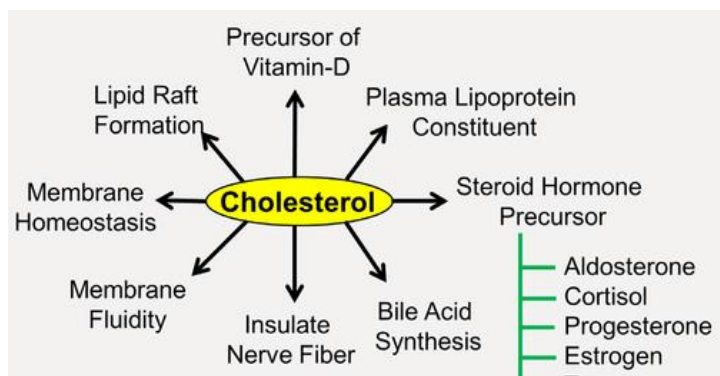 Precursor of
Vitamin-D
Lipid Raft
Formation
Plasma Lipoprotein
Constituent
Membrane
Homeostasis
Cholesterol
Steroid Hormone
Precursor
Membrane
Fluidity
Insulate
Nerve Fiber
Bile Acid
Synthesis
Aldosterone
Cortisol
Progesterone
Estrogen